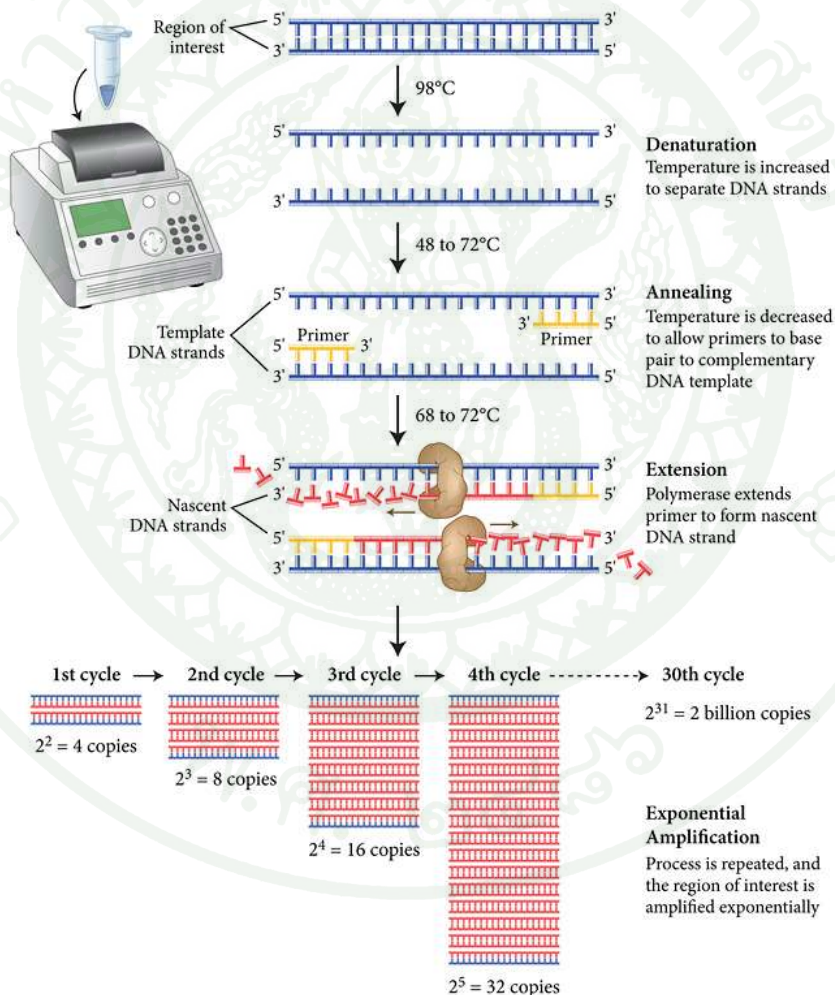 Region of
interest
5'
3'
3'
5'
98°C
5'
3'
3'
5'
Denaturation
Temperature is increased
to separate DNA strands
48 to 72°C
5'
3'
3'
5'
Primer
Template
DNA strands
Primer
5'
3'
3'
5'
Annealing
Temperature is decreased
to allow primers to base
pair to complementary
DNA template
68 to 72°C
5'
3'
3'
5'
Nascent
DNA strands
5'
3'
3'
5'
Extension
Polymerase extends
primer to form nascent
DNA strand
1st cycle
2nd cycle
3rd cycle
4th cycle
30th cycle
2² = 4 copies
2³ = 8 copies
2⁴ = 16 copies
2⁵ = 32 copies
2³¹ = 2 billion copies
Exponential
Amplification
Process is repeated, and
the region of interest is
amplified exponentially